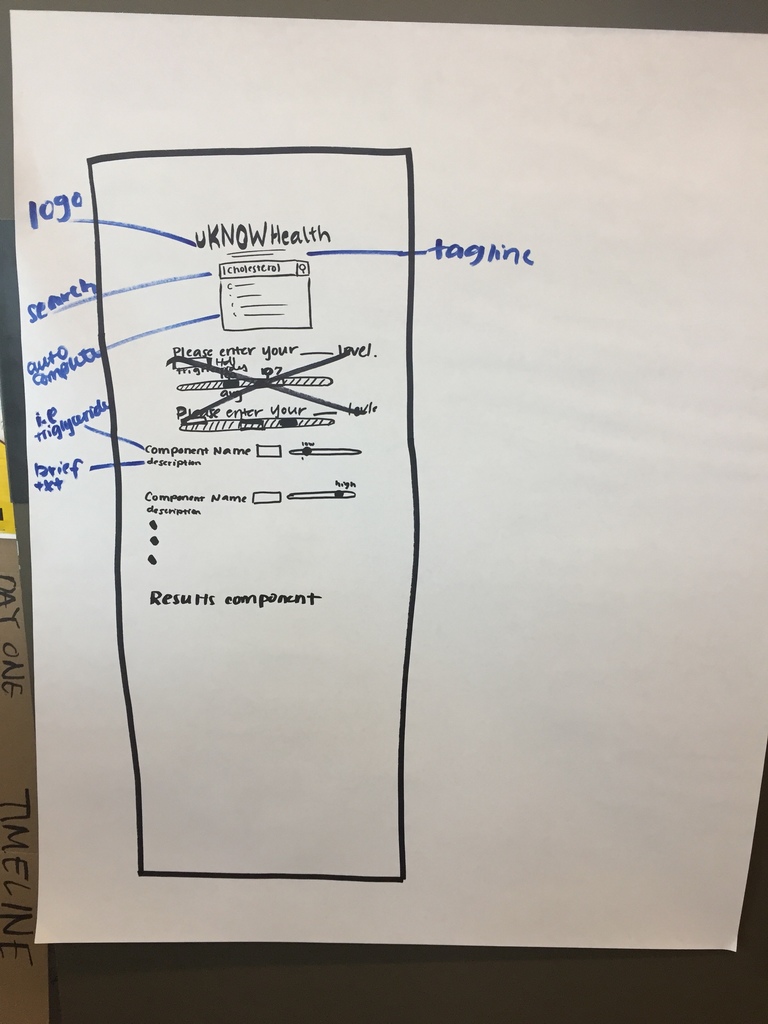 logo
uKNOWHealth
tagline
search
cholesterol
c
auto
complete
Please enter your ___ level.
Please enter your ___ levle
i.e
triglyceride
Component Name
low
description
brief
txt
Component Name
high
description
Results component
DAY ONE
TIMELINE